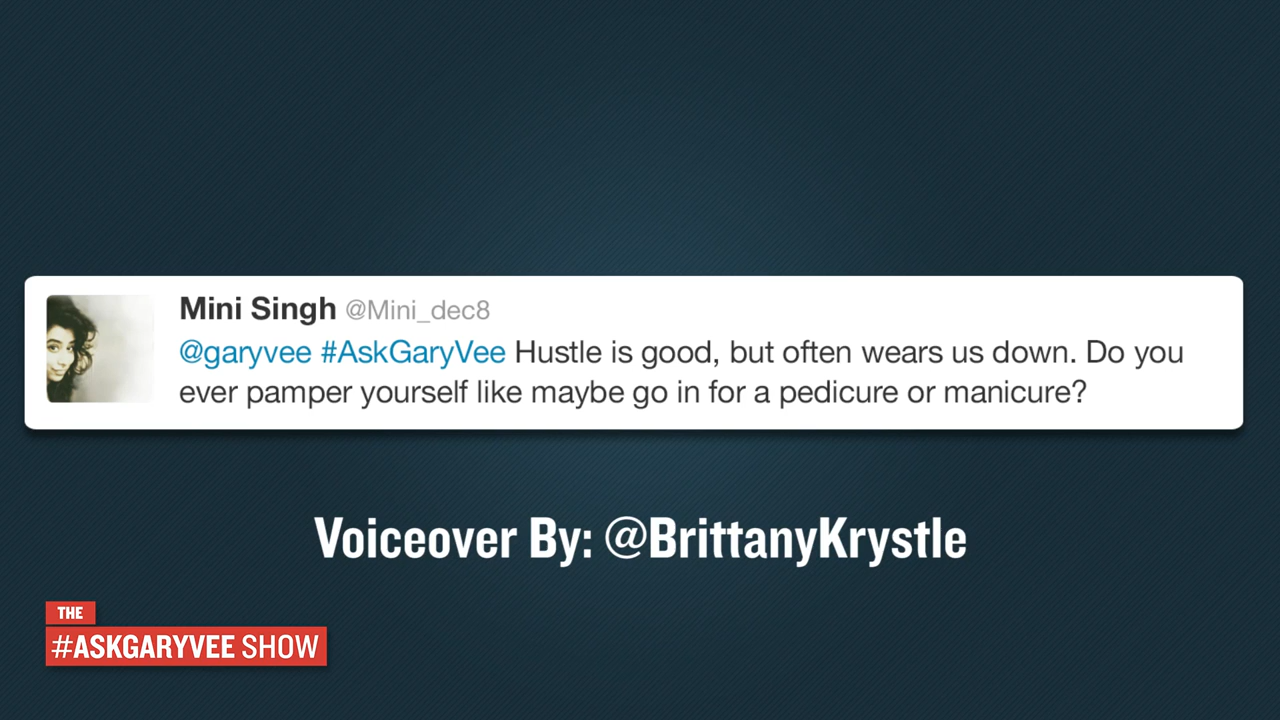 Mini Singh @Mini_dec8
@garyvee #AskGaryVee Hustle is good, but often wears us down. Do you
ever pamper yourself like maybe go in for a pedicure or manicure?
Voiceover By: @BrittanyKrystle
THE
#ASKGARYVEE SHOW